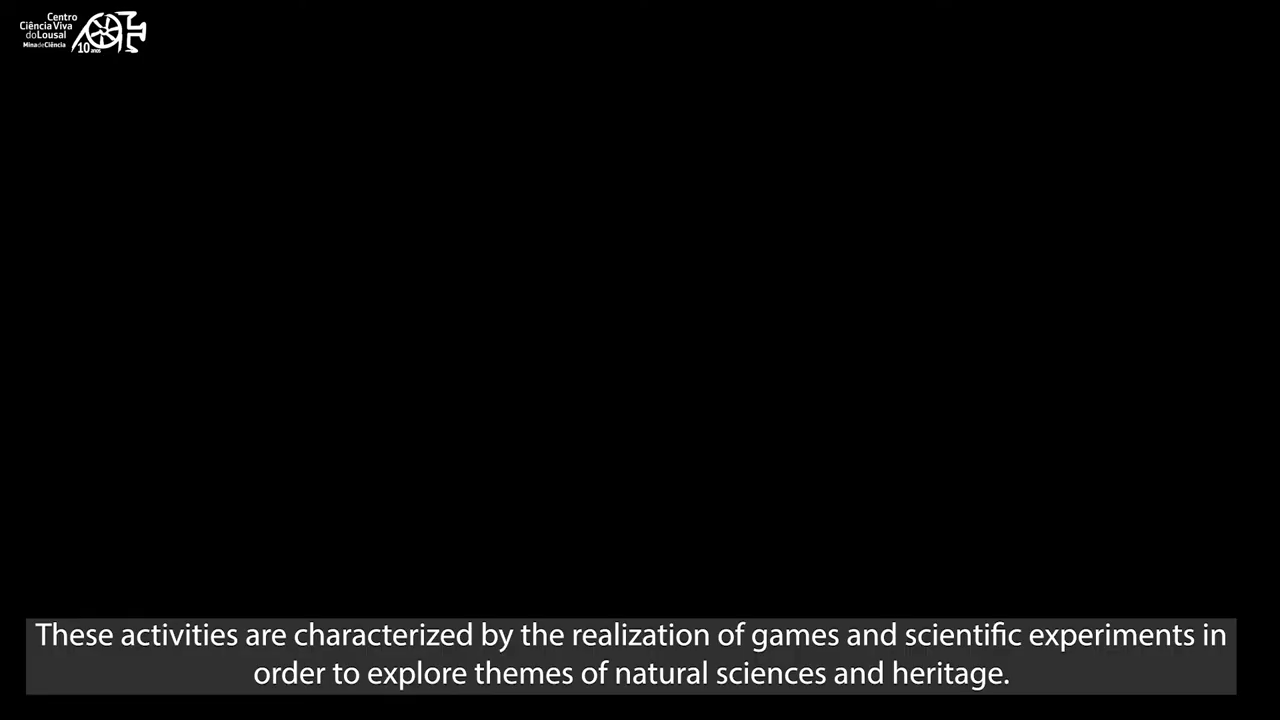 Centro
Ciência Viva
do Lousal
Mina de Ciência
10 anos
These activities are characterized by the realization of games and scientific experiments in
order to explore themes of natural sciences and heritage.